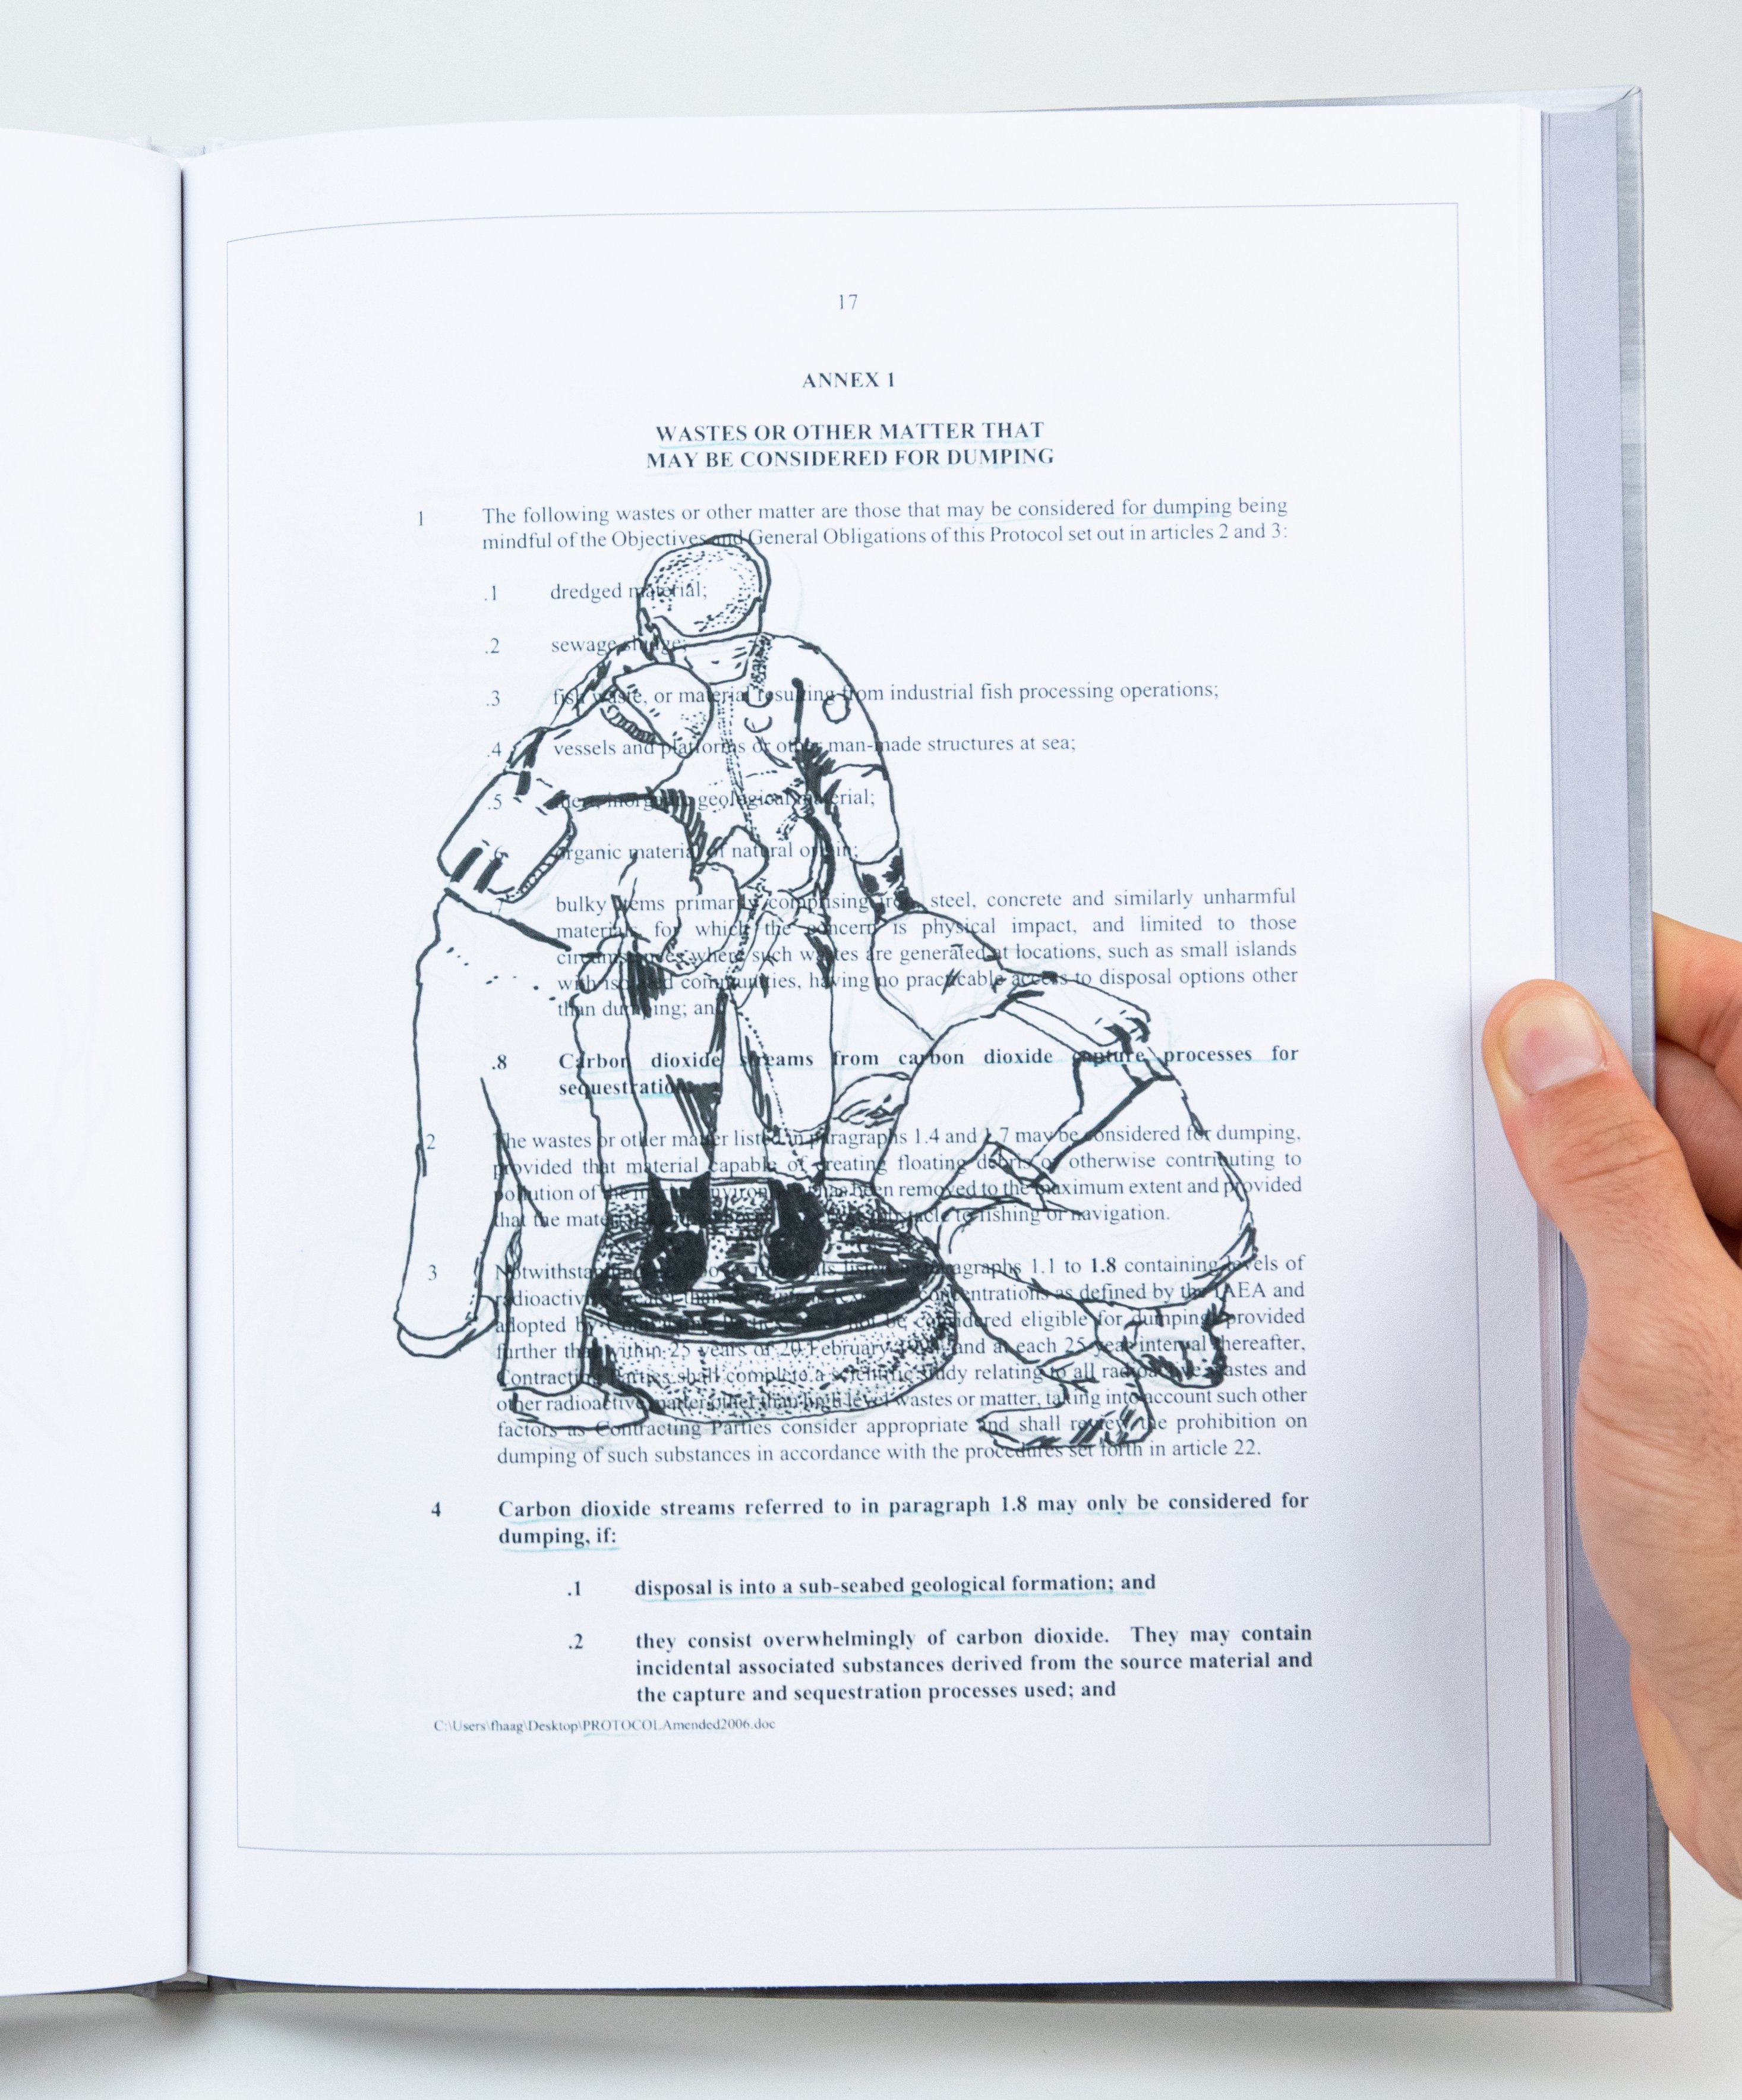 17
ANNEX 1
WASTES OR OTHER MATTER THAT
MAY BE CONSIDERED FOR DUMPING
1 The following wastes or other matter are those that may be considered for dumping being
mindful of the Objectives and General Obligations of this Protocol set out in articles 2 and 3:
.1 dredged material;
.2 sewage sludge;
.3 fish waste, or material resulting from industrial fish processing operations;
.4 vessels and platforms or other man-made structures at sea;
.5 inert, inorganic geological material;
.6 organic material of natural origin;
.7 bulky items primarily comprising iron, steel, concrete and similarly unharmful
materials, for which the concern is physical impact, and limited to those
circumstances where such wastes are generated at locations, such as small islands
with isolated communities, having no practicable access to disposal options other
than dumping; and
.8 Carbon dioxide streams from carbon dioxide capture processes for
sequestration
2 The wastes or other matter listed in paragraphs 1.4 and 1.7 may be considered for dumping,
provided that material capable of creating floating debris or otherwise contributing to
pollution of the marine environment has been removed to the maximum extent and provided
that the material obstacle to fishing or navigation.
3 Notwithstanding listed paragraphs 1.1 to 1.8 containing levels of
radioactivity than concentrations as defined by the IAEA and
adopted by Contracting Parties shall not be considered eligible for dumping; provided
further that within 25 years of 20 February and at each 25 year interval thereafter,
Contracting Parties shall complete a scientific study relating to all radioactive wastes and
other radioactive matter other than high level wastes or matter, taking into account such other
factors as Contracting Parties consider appropriate and shall review the prohibition on
dumping of such substances in accordance with the procedures set forth in article 22.
4 Carbon dioxide streams referred to in paragraph 1.8 may only be considered for
dumping, if:
.1 disposal is into a sub-seabed geological formation; and
.2 they consist overwhelmingly of carbon dioxide. They may contain
incidental associated substances derived from the source material and
the capture and sequestration processes used; and
C:\Users\fhaag\Desktop\PROTOCOLAmended2006.doc